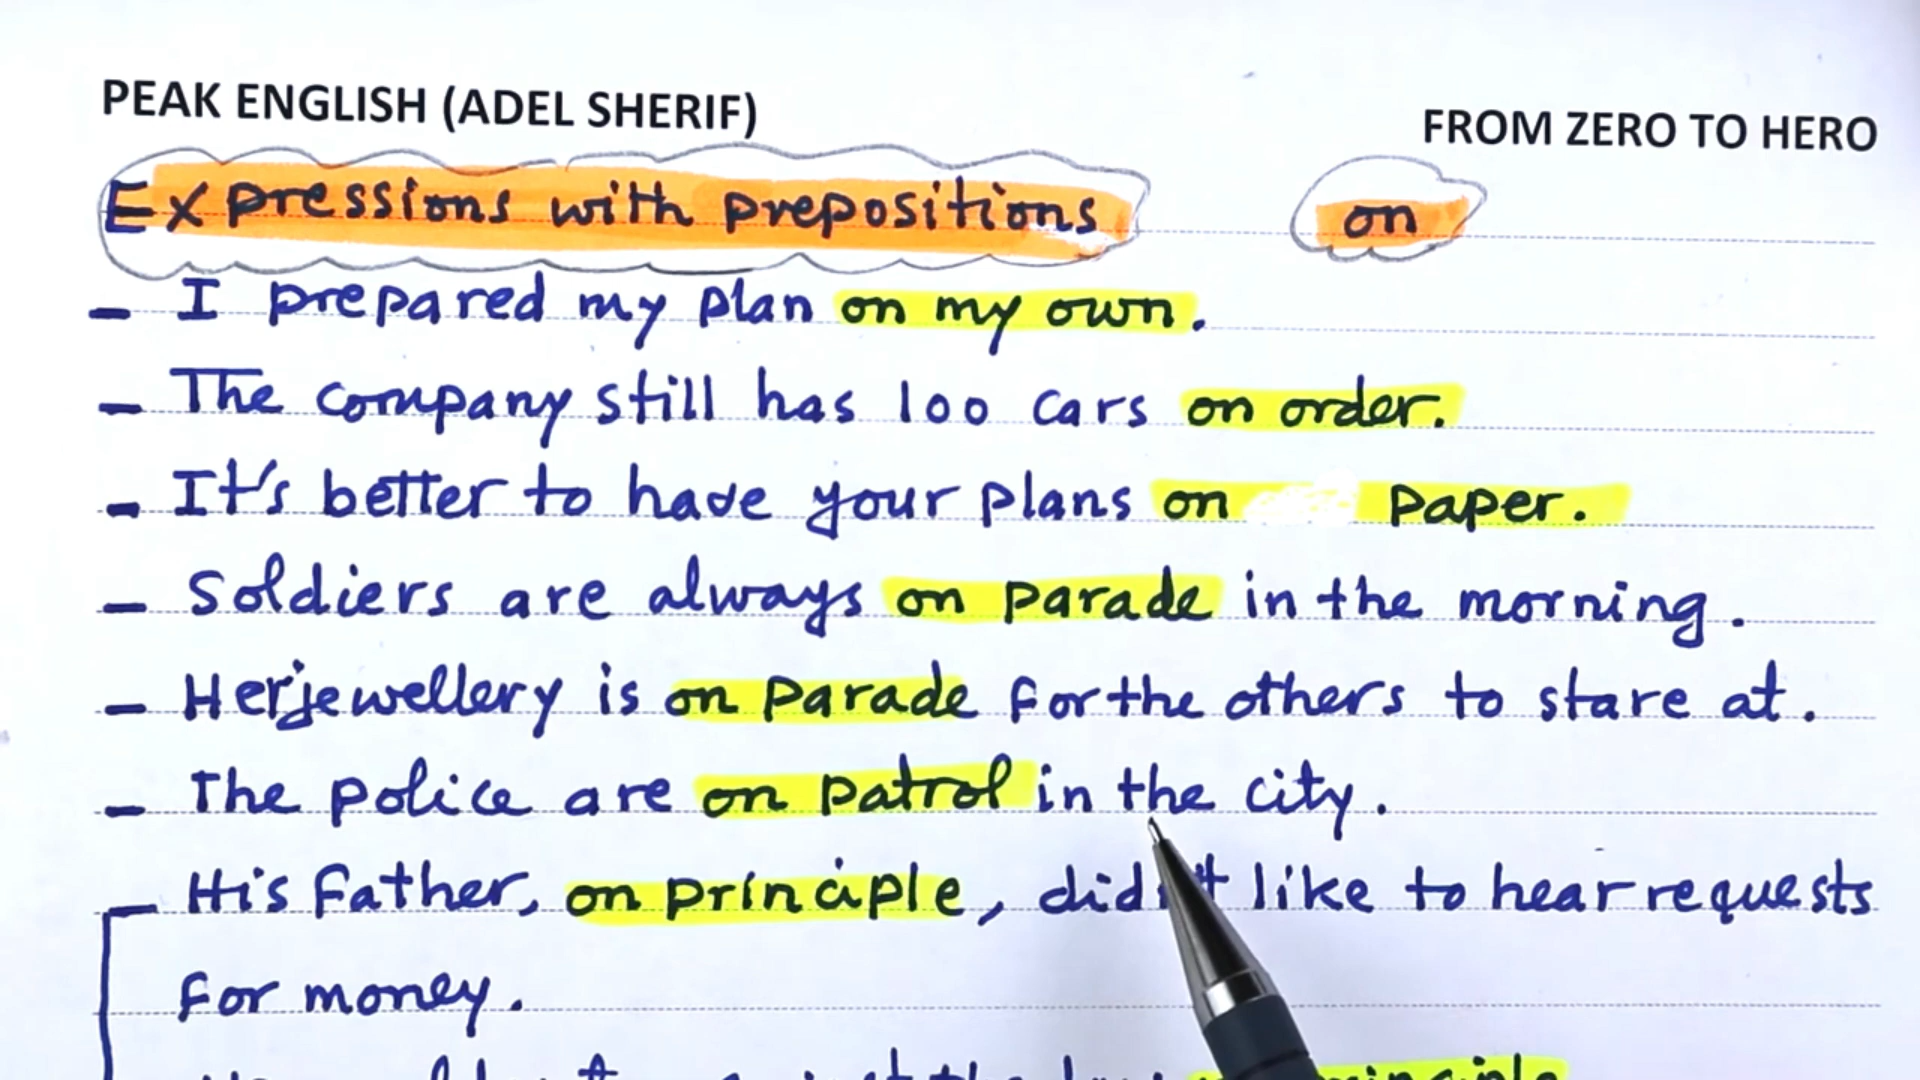 PEAK ENGLISH (ADEL SHERIF) FROM ZERO TO HERO
Expressions with prepositions on
- I prepared my plan on my own.
- The company still has 100 cars on order.
- It's better to have your plans on paper.
- Soldiers are always on parade in the morning.
- Her jewellery is on parade for the others to stare at.
- The police are on patrol in the city.
- His father, on principle, didn't like to hear requests
for money.